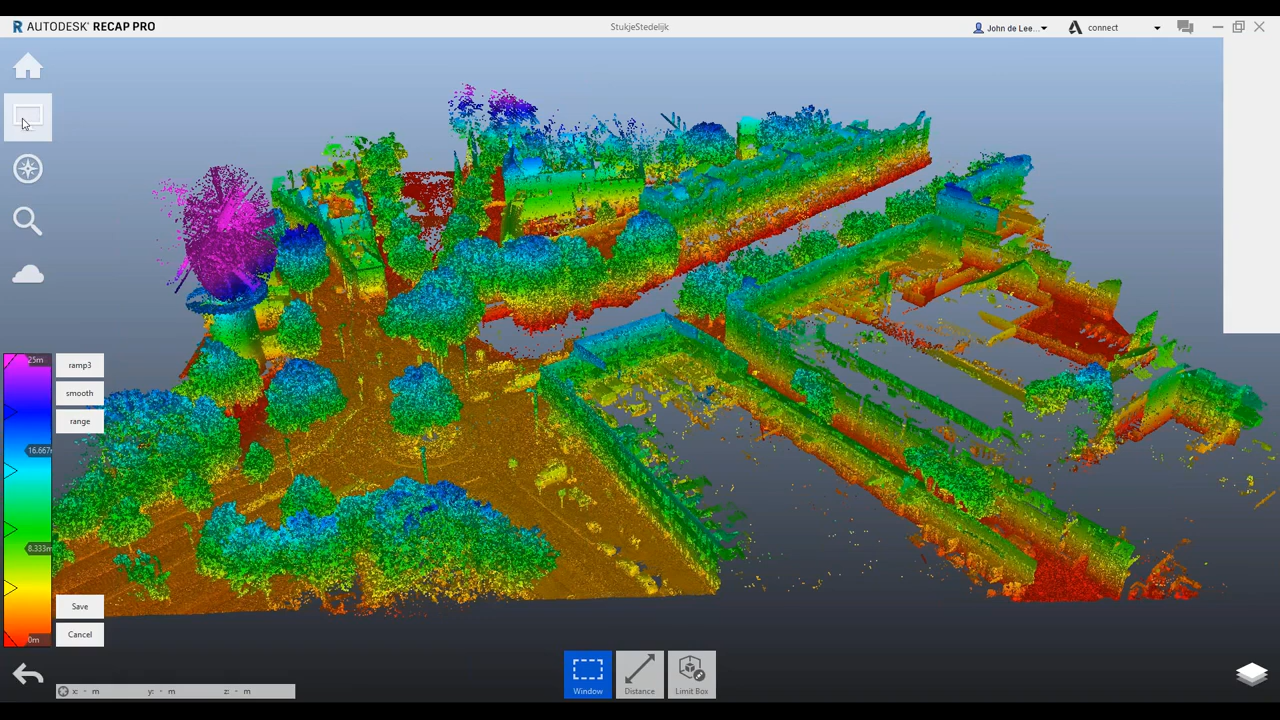 R AUTODESK® RECAP PRO
StukjeStedelijk
John de Lee...
connect
25m
ramp3
smooth
range
16.667m
8.333m
Save
0m
Cancel
x: - m y: - m z: - m
Window
Distance
Limit Box